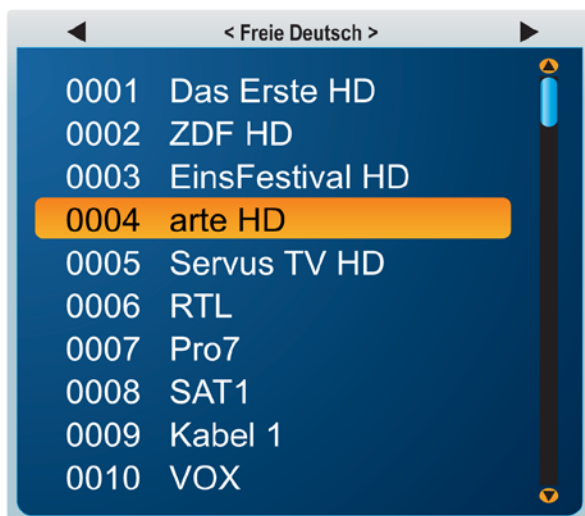 < Freie Deutsch >
0001 Das Erste HD
0002 ZDF HD
0003 EinsFestival HD
0004 arte HD
0005 Servus TV HD
0006 RTL
0007 Pro7
0008 SAT1
0009 Kabel 1
0010 VOX